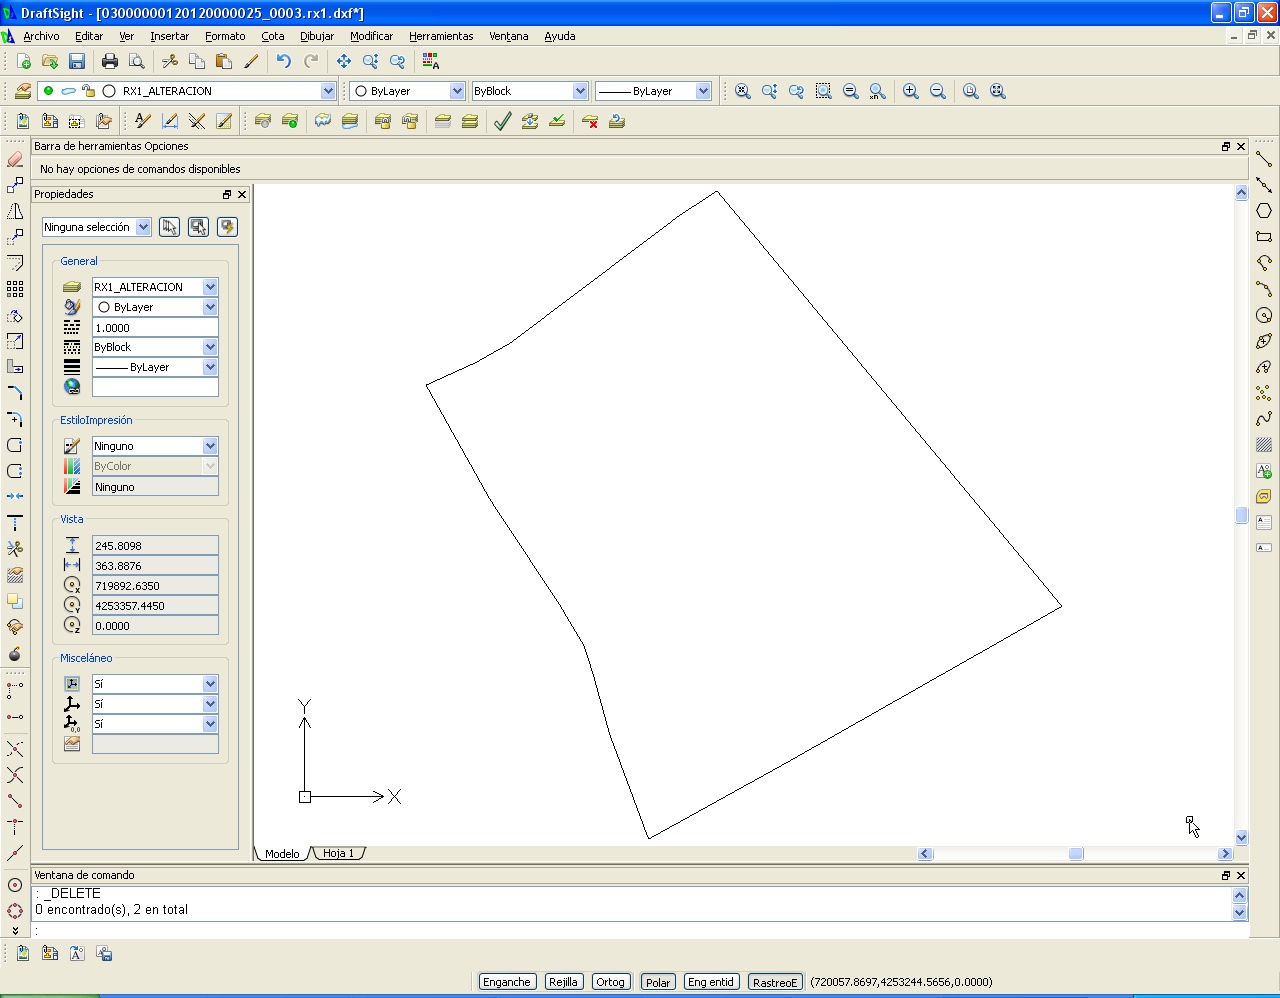 DraftSight - [03000000120120000025_0003.rx1.dxf*]
Archivo Editar Ver Insertar Formato Cota Dibujar Modificar Herramientas Ventana Ayuda
RX1_ALTERACION ByLayer ByBlock ByLayer
Barra de herramientas Opciones
No hay opciones de comandos disponibles
Propiedades
Ninguna selección
General
RX1_ALTERACION
ByLayer
1.0000
ByBlock
ByLayer
EstiloImpresión
Ninguno
ByColor
Ninguno
Vista
245.8098
363.8876
719892.6350
4253357.4450
0.0000
Misceláneo
Sí
Sí
Sí
Y
X
Modelo Hoja 1
Ventana de comando
: _DELETE
0 encontrado(s), 2 en total
:
Enganche Rejilla Ortog Polar Eng entid RastreoE (720057.8697,4253244.5656,0.0000)